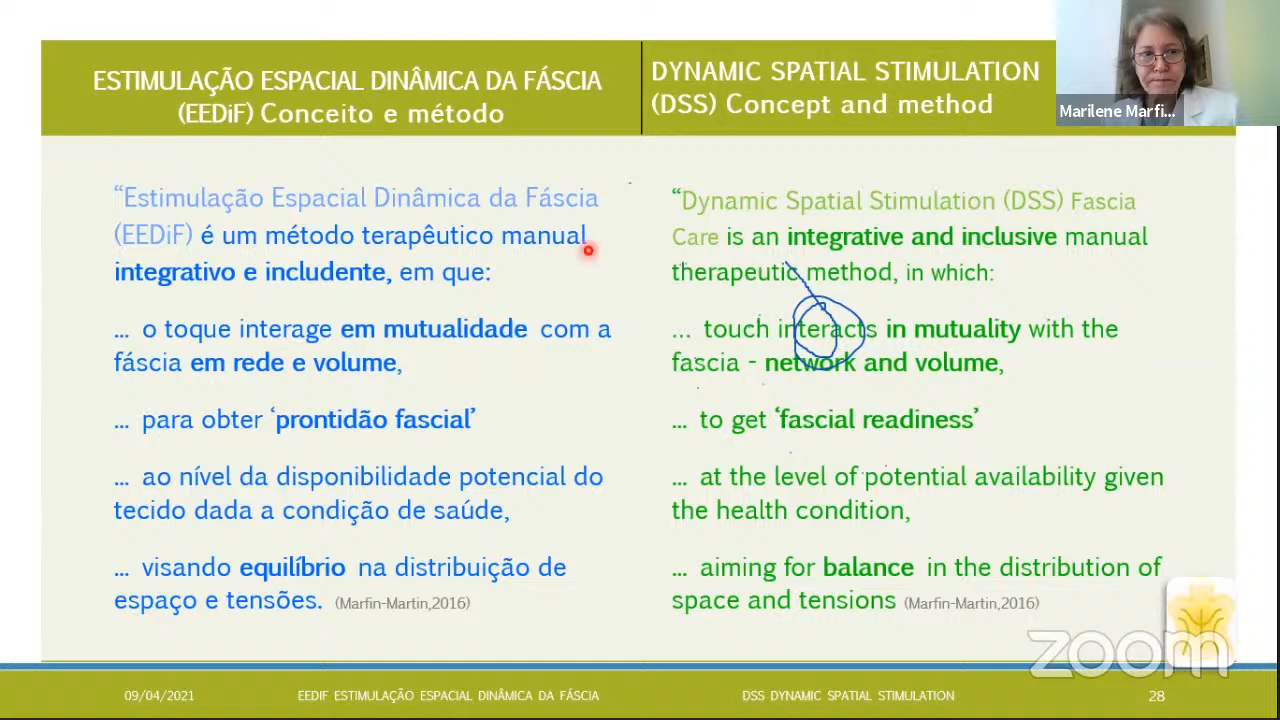 ESTIMULAÇÃO ESPACIAL DINÂMICA DA FÁSCIA
(EEDiF) Conceito e método
DYNAMIC SPATIAL STIMULATION
(DSS) Concept and method
Marilene Marfi...
“Estimulação Espacial Dinâmica da Fáscia
(EEDiF) é um método terapêutico manual
integrativo e includente, em que:
... o toque interage em mutualidade com a
fáscia em rede e volume,
... para obter ‘prontidão fascial’
... ao nível da disponibilidade potencial do
tecido dada a condição de saúde,
... visando equilíbrio na distribuição de
espaço e tensões. (Marfin-Martin,2016)
“Dynamic Spatial Stimulation (DSS) Fascia
Care is an integrative and inclusive manual
therapeutic method, in which:
... touch interacts in mutuality with the
fascia - network and volume,
... to get ‘fascial readiness’
... at the level of potential availability given
the health condition,
... aiming for balance in the distribution of
space and tensions (Marfin-Martin,2016)
zoom
09/04/2021
EEDIF ESTIMULAÇÃO ESPACIAL DINÂMICA DA FÁSCIA
DSS DYNAMIC SPATIAL STIMULATION
28